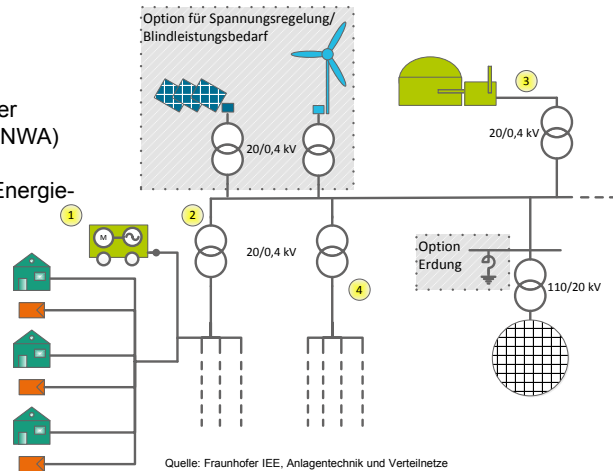 Option für Spannungsregelung/
Blindleistungsbedarf
er
NWA)
Energie-
20/0,4 kV
3
20/0,4 kV
1
M
2
20/0,4 kV
4
Option
Erdung
110/20 kV
Quelle: Fraunhofer IEE, Anlagentechnik und Verteilnetze